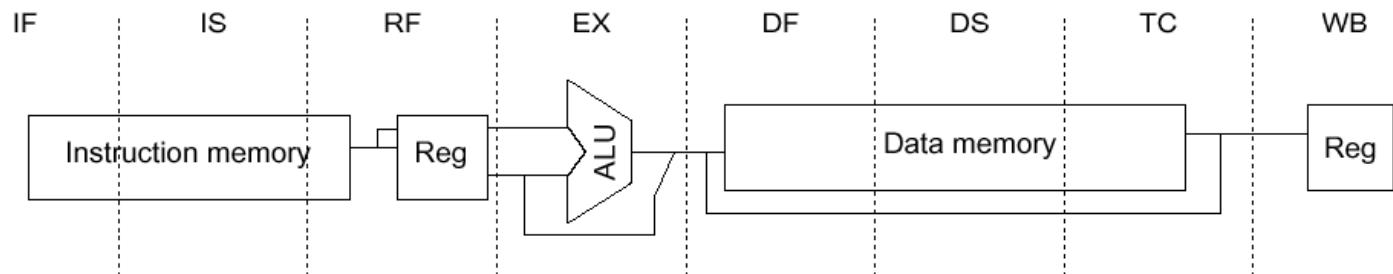 IF IS RF EX DF DS TC WB
Instruction memory Reg ALU Data memory Reg